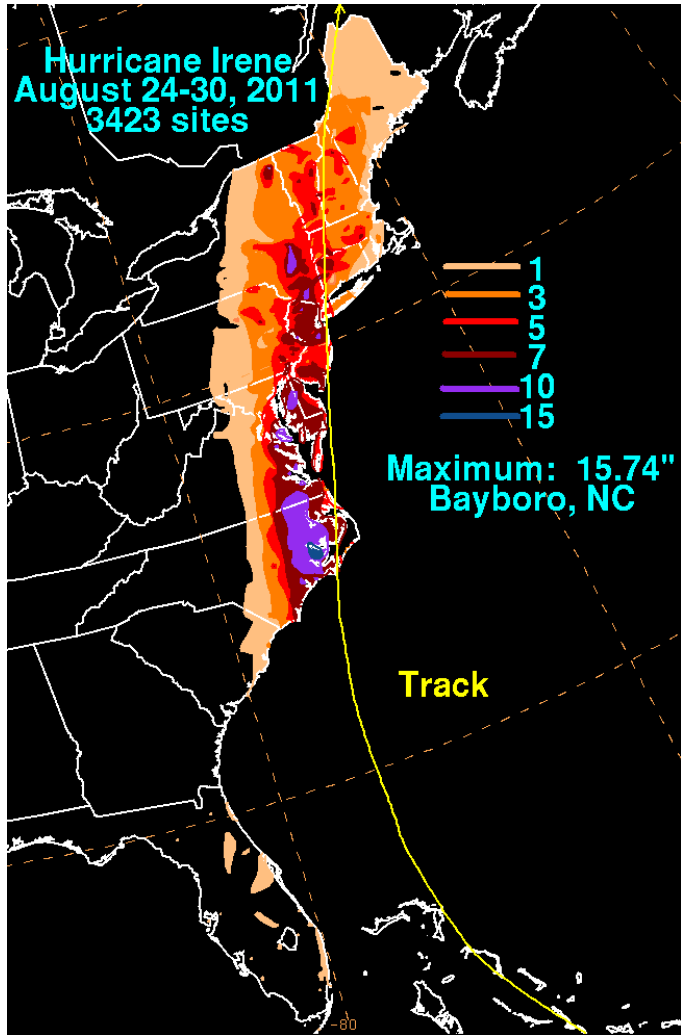 Hurricane Irene
August 24-30, 2011
3423 sites
1
3
5
7
10
15
Maximum: 15.74"
Bayboro, NC
Track
-80